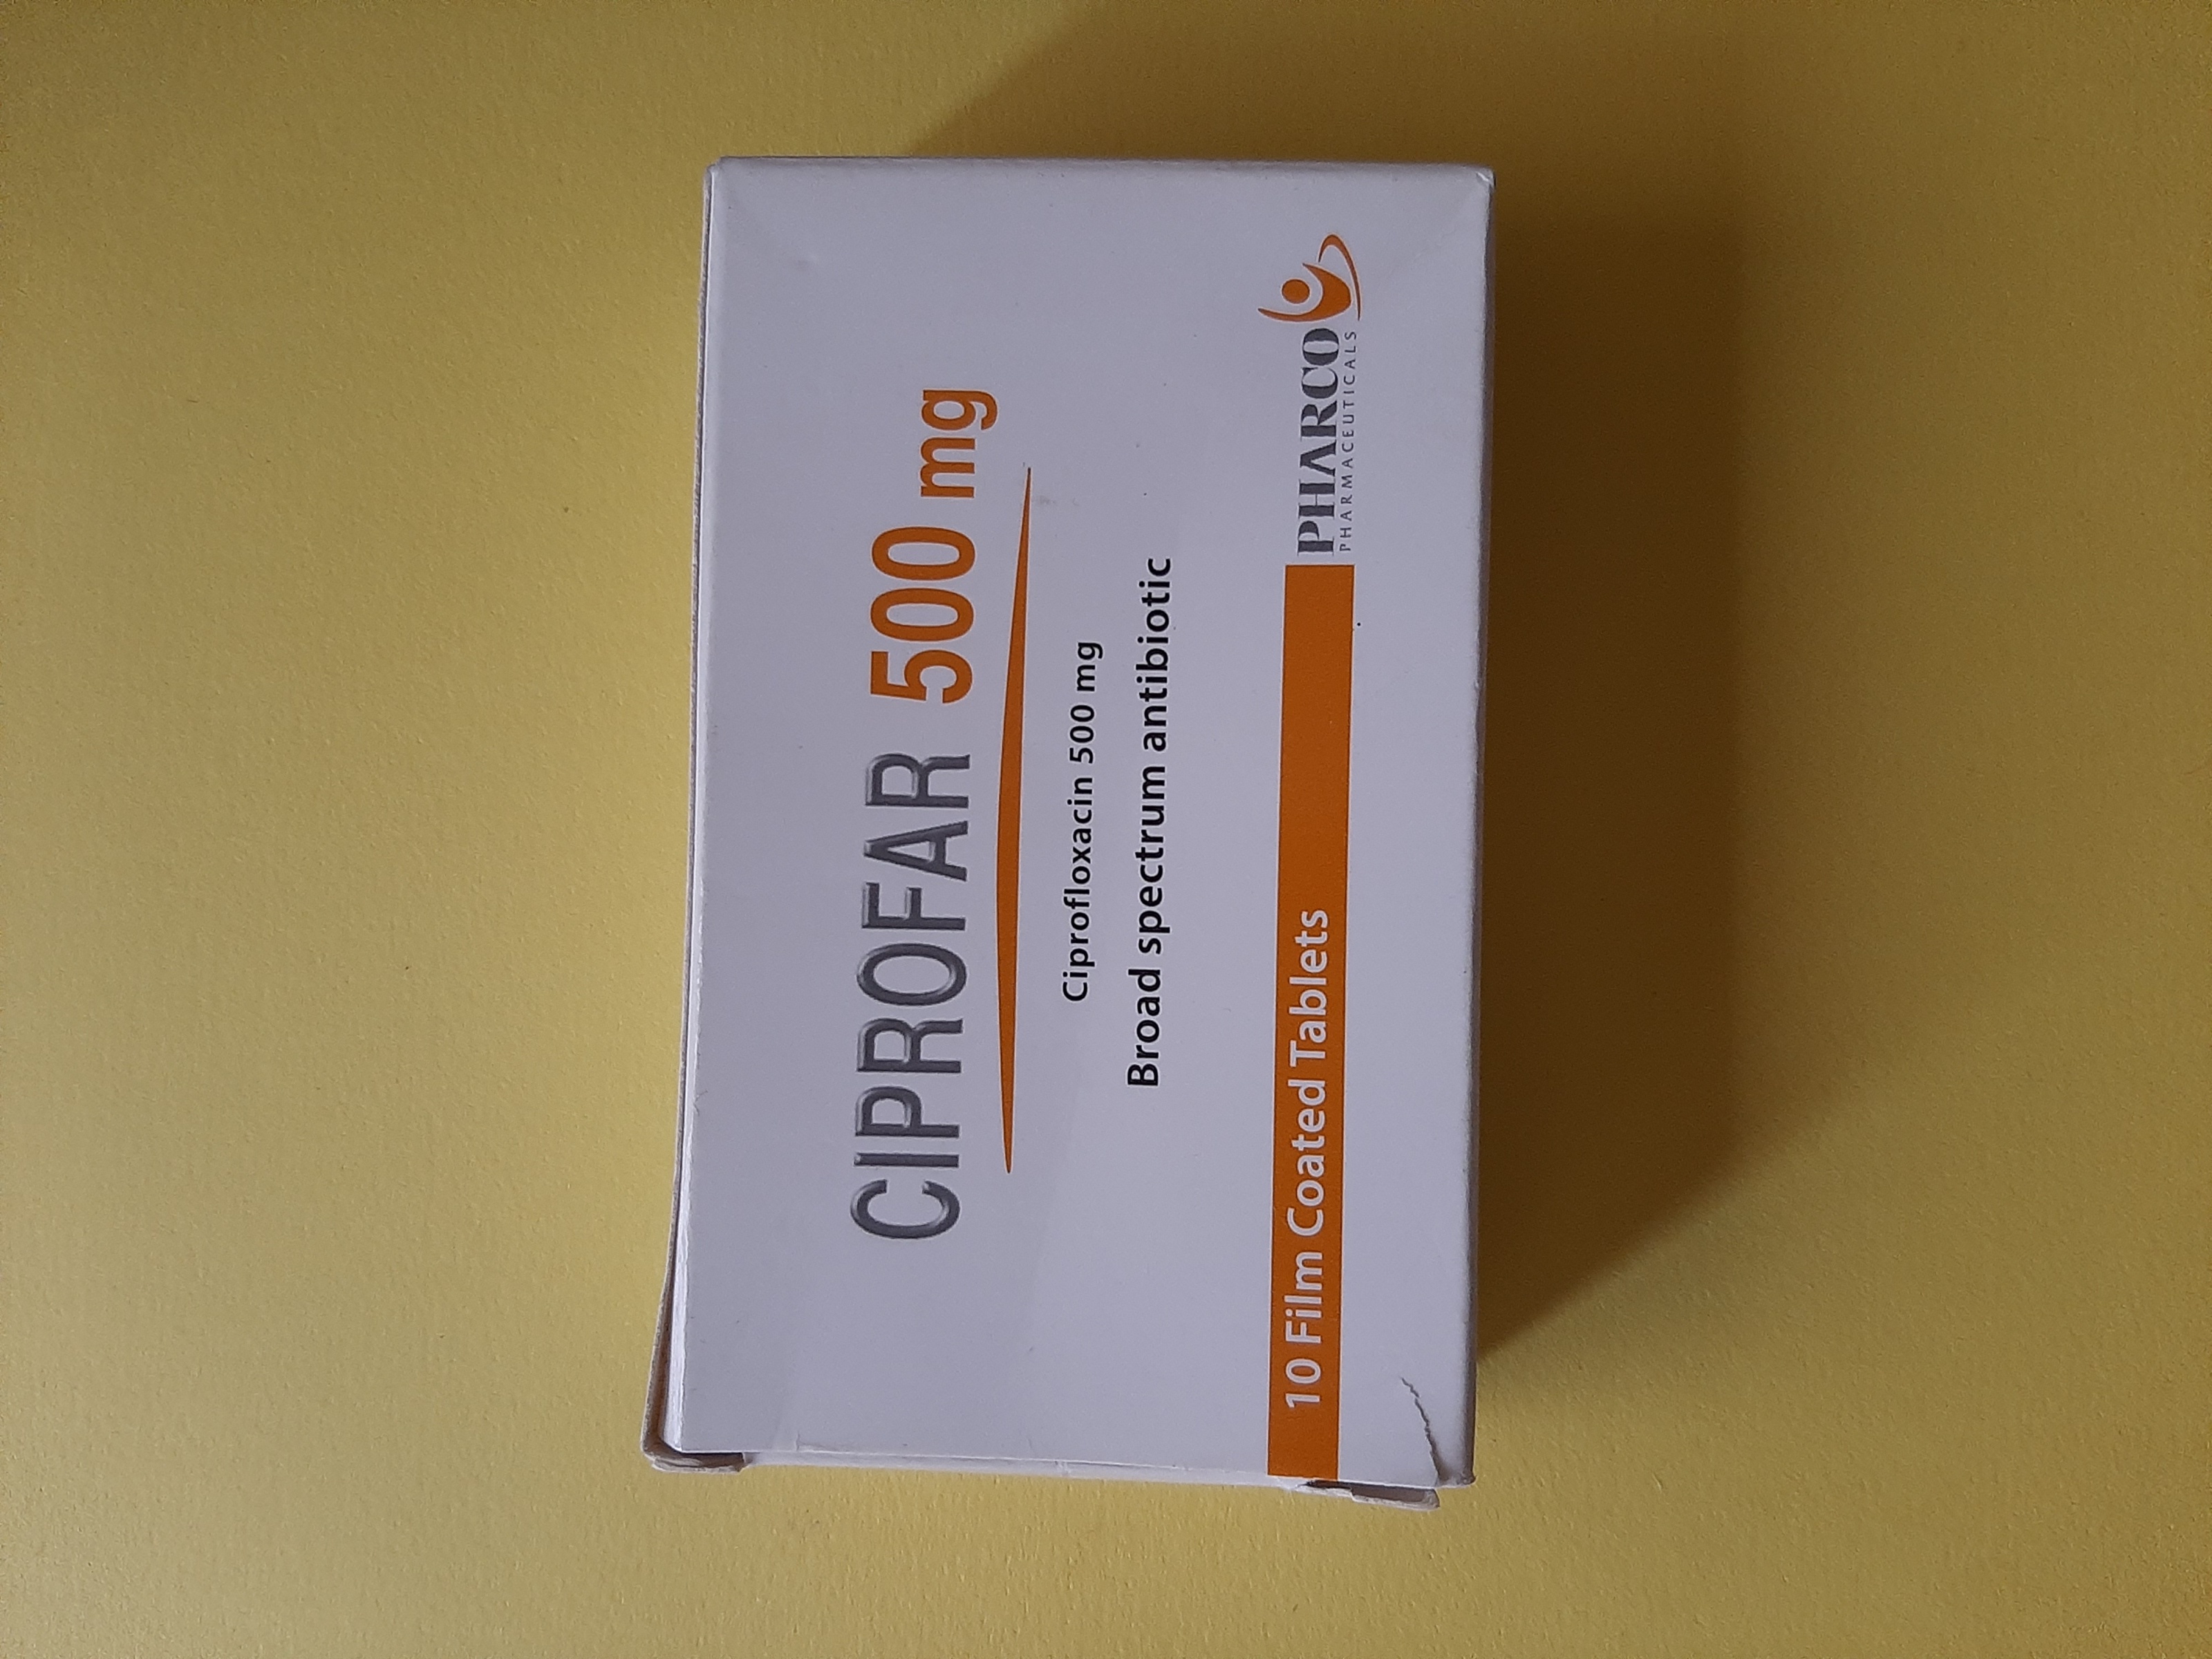 CIPROFAR 500 mg
Ciprofloxacin 500 mg
Broad spectrum antibiotic
10 Film Coated Tablets
PHARCO
PHARMACEUTICALS